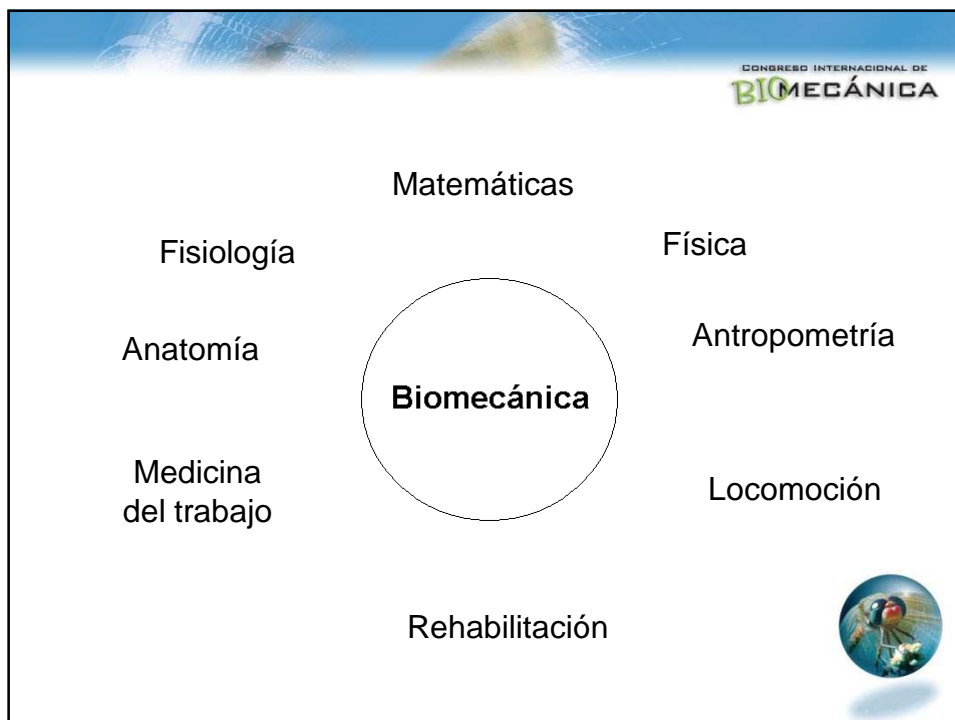 CONGRESO INTERNACIONAL DE
BIOMECÁNICA
Matemáticas
Fisiología
Física
Anatomía
Antropometría
Biomecánica
Medicina
del trabajo
Locomoción
Rehabilitación